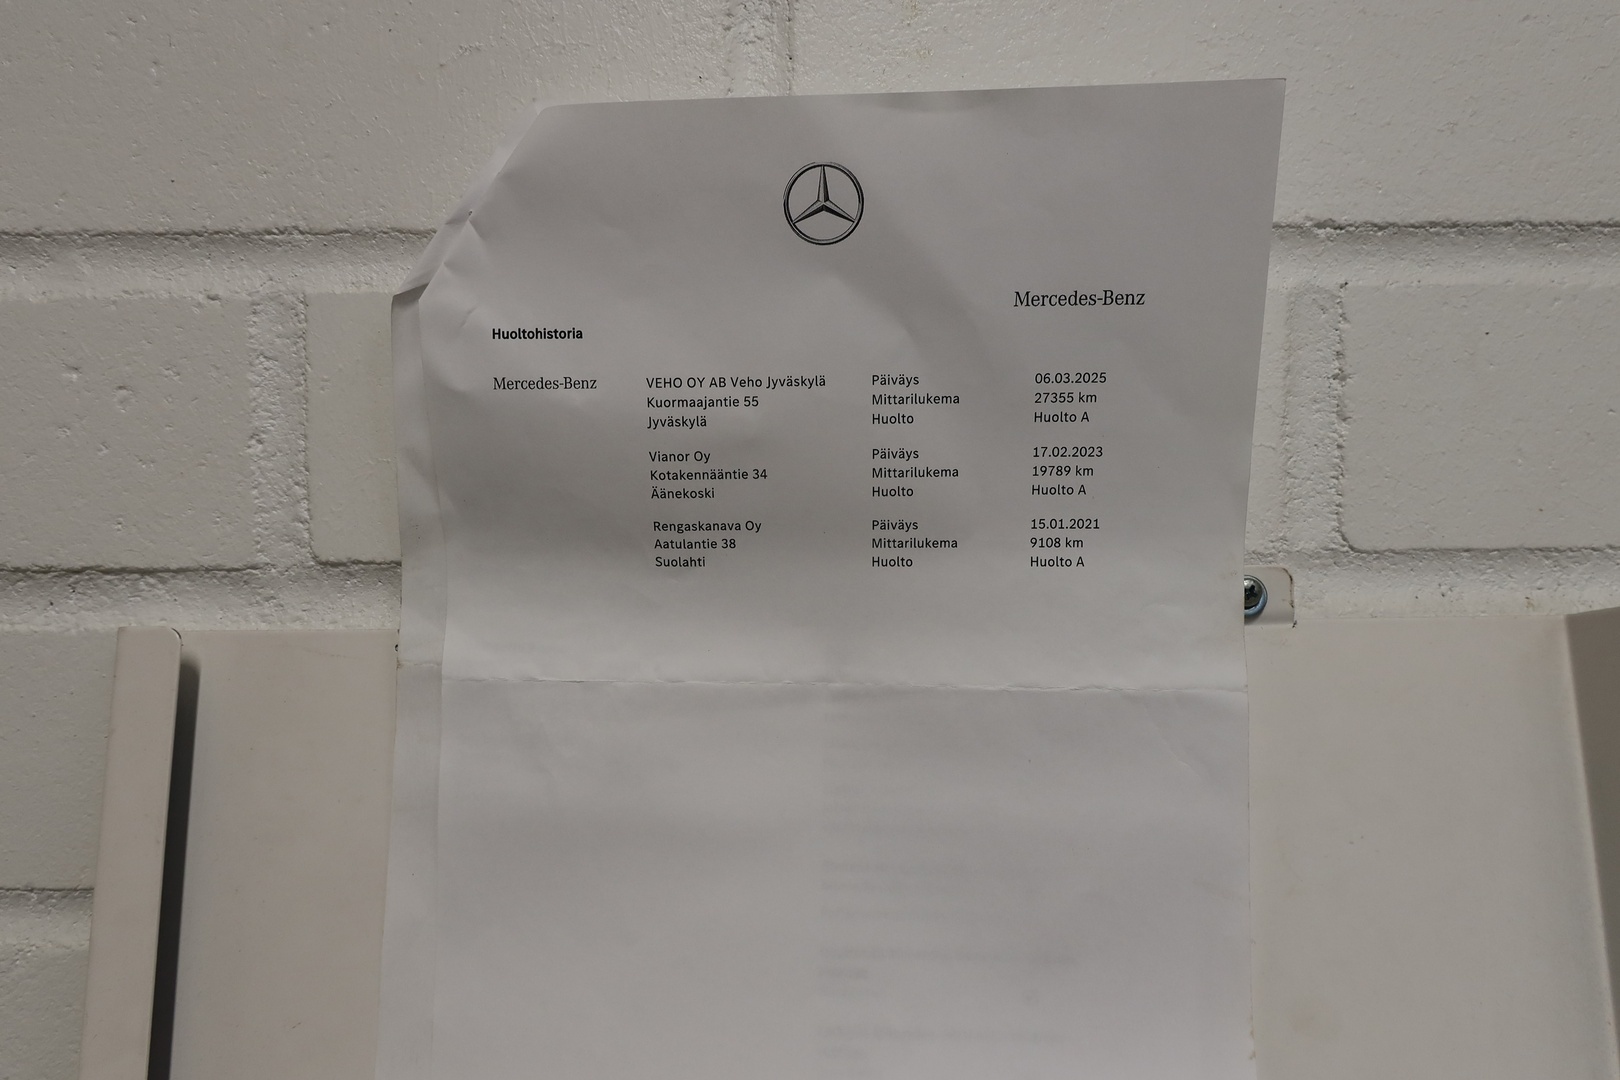 Mercedes-Benz
Huoltohistoria
Mercedes-Benz VEHO OY AB Veho Jyväskylä Päiväys 06.03.2025
Kuormaajantie 55 Mittarilukema 27355 km
Jyväskylä Huolto Huolto A
Vianor Oy Päiväys 17.02.2023
Kotakennääntie 34 Mittarilukema 19789 km
Äänekoski Huolto Huolto A
Rengaskanava Oy Päiväys 15.01.2021
Aatulantie 38 Mittarilukema 9108 km
Suolahti Huolto Huolto A